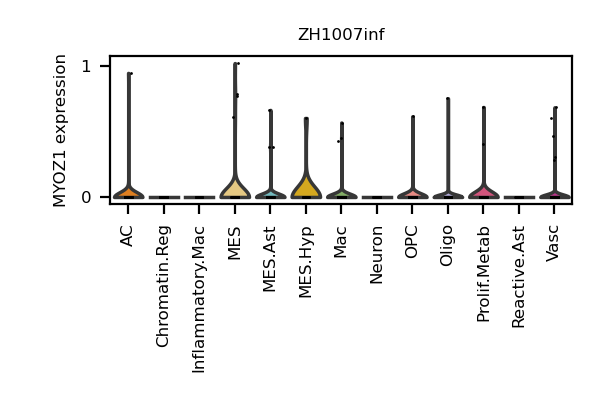 ZH1007inf
MYOZ1 expression
1
0
AC
Chromatin.Reg
Inflammatory.Mac
MES
MES.Ast
MES.Hyp
Mac
Neuron
OPC
Oligo
Prolif.Metab
Reactive.Ast
Vasc